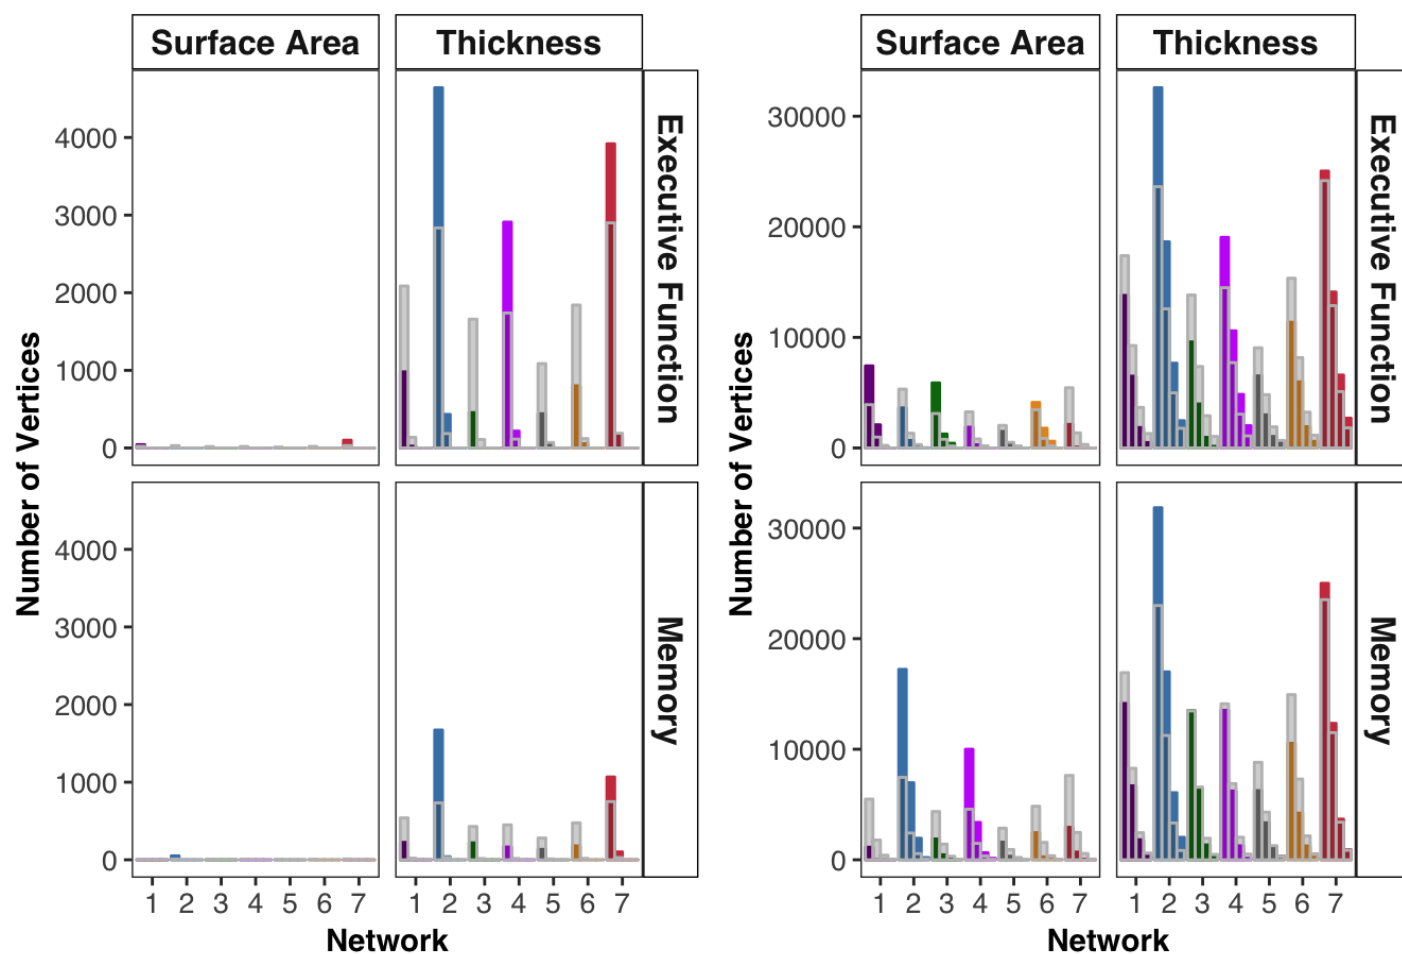 Surface Area
Thickness
Surface Area
Thickness
Number of Vertices
4000
3000
2000
1000
0
Executive Function
4000
3000
2000
1000
0
Memory
1 2 3 4 5 6 7
1 2 3 4 5 6 7
Network
Number of Vertices
30000
20000
10000
0
Executive Function
30000
20000
10000
0
Memory
1 2 3 4 5 6 7
1 2 3 4 5 6 7
Network